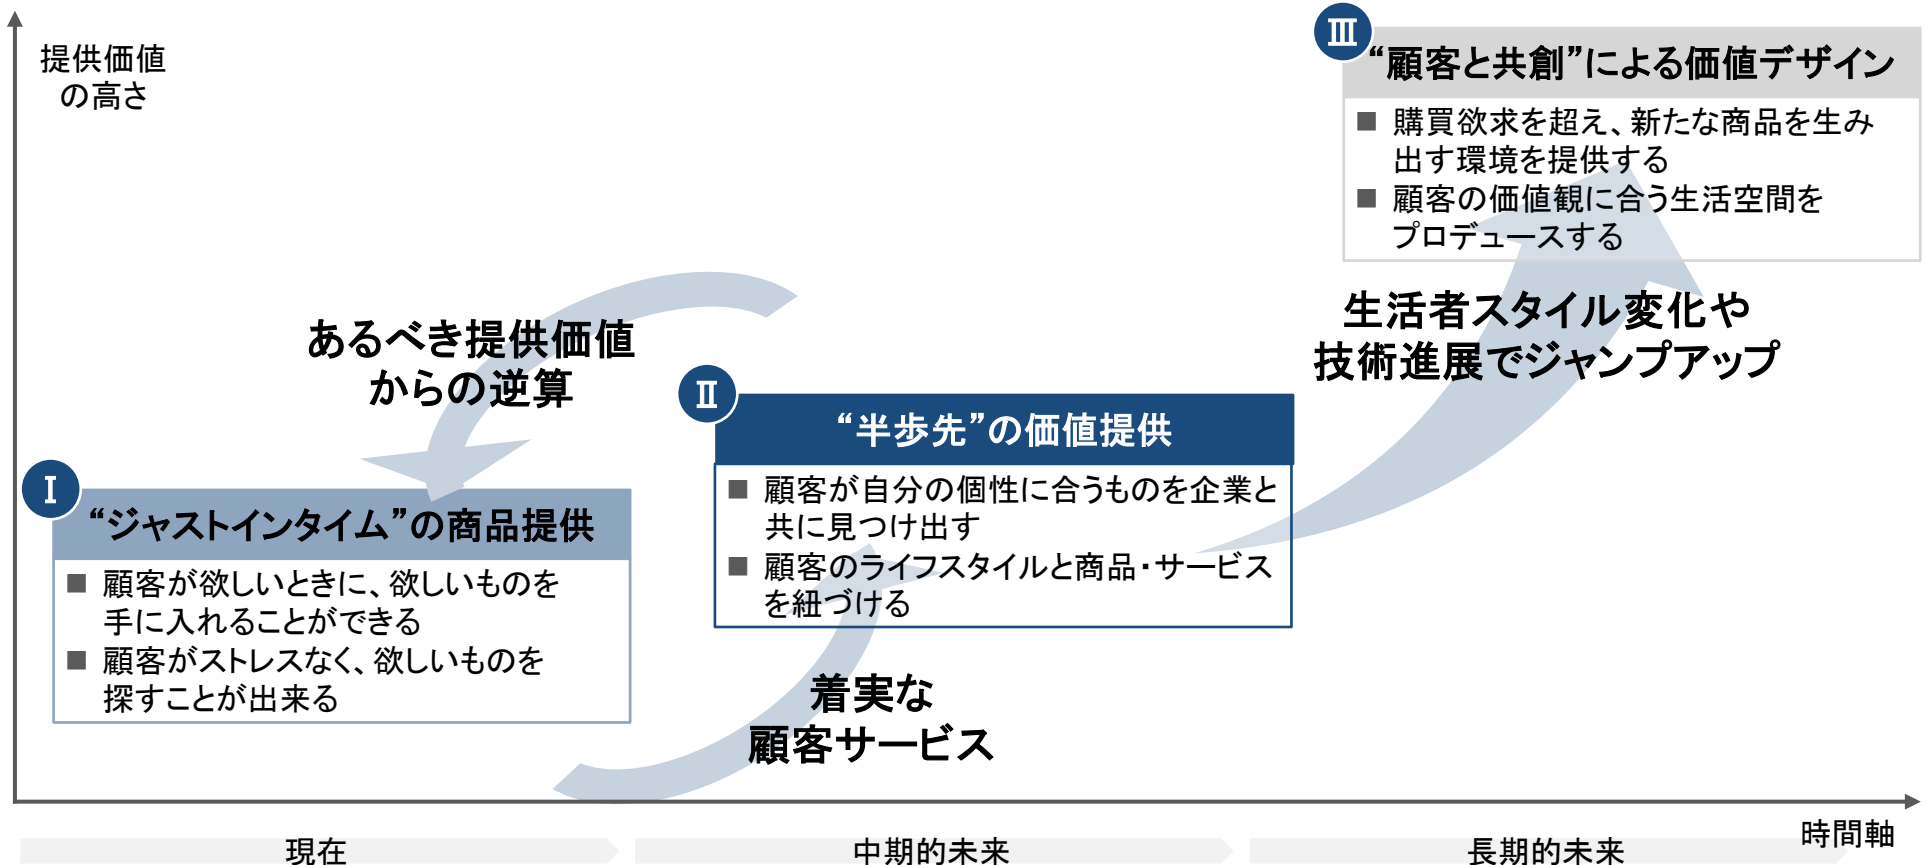 提供価値
の高さ
Ⅲ
“顧客と共創”による価値デザイン
■ 購買欲求を超え、新たな商品を生み
出す環境を提供する
■ 顧客の価値観に合う生活空間を
プロデュースする
生活者スタイル変化や
技術進展でジャンプアップ
あるべき提供価値
からの逆算
Ⅱ
“半歩先”の価値提供
■ 顧客が自分の個性に合うものを企業と
共に見つけ出す
■ 顧客のライフスタイルと商品・サービス
を紐づける
Ⅰ
“ジャストインタイム”の商品提供
■ 顧客が欲しいときに、欲しいものを
手に入れることができる
■ 顧客がストレスなく、欲しいものを
探すことが出来る
着実な
顧客サービス
時間軸
現在
中期的未来
長期的未来